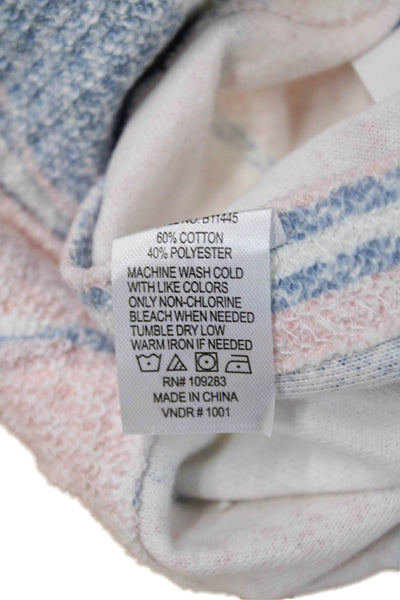 NO. B11445
60% COTTON
40% POLYESTER
MACHINE WASH COLD
WITH LIKE COLORS
ONLY NON-CHLORINE
BLEACH WHEN NEEDED
TUMBLE DRY LOW
WARM IRON IF NEEDED
RN# 109283
MADE IN CHINA
VNDR # 1001